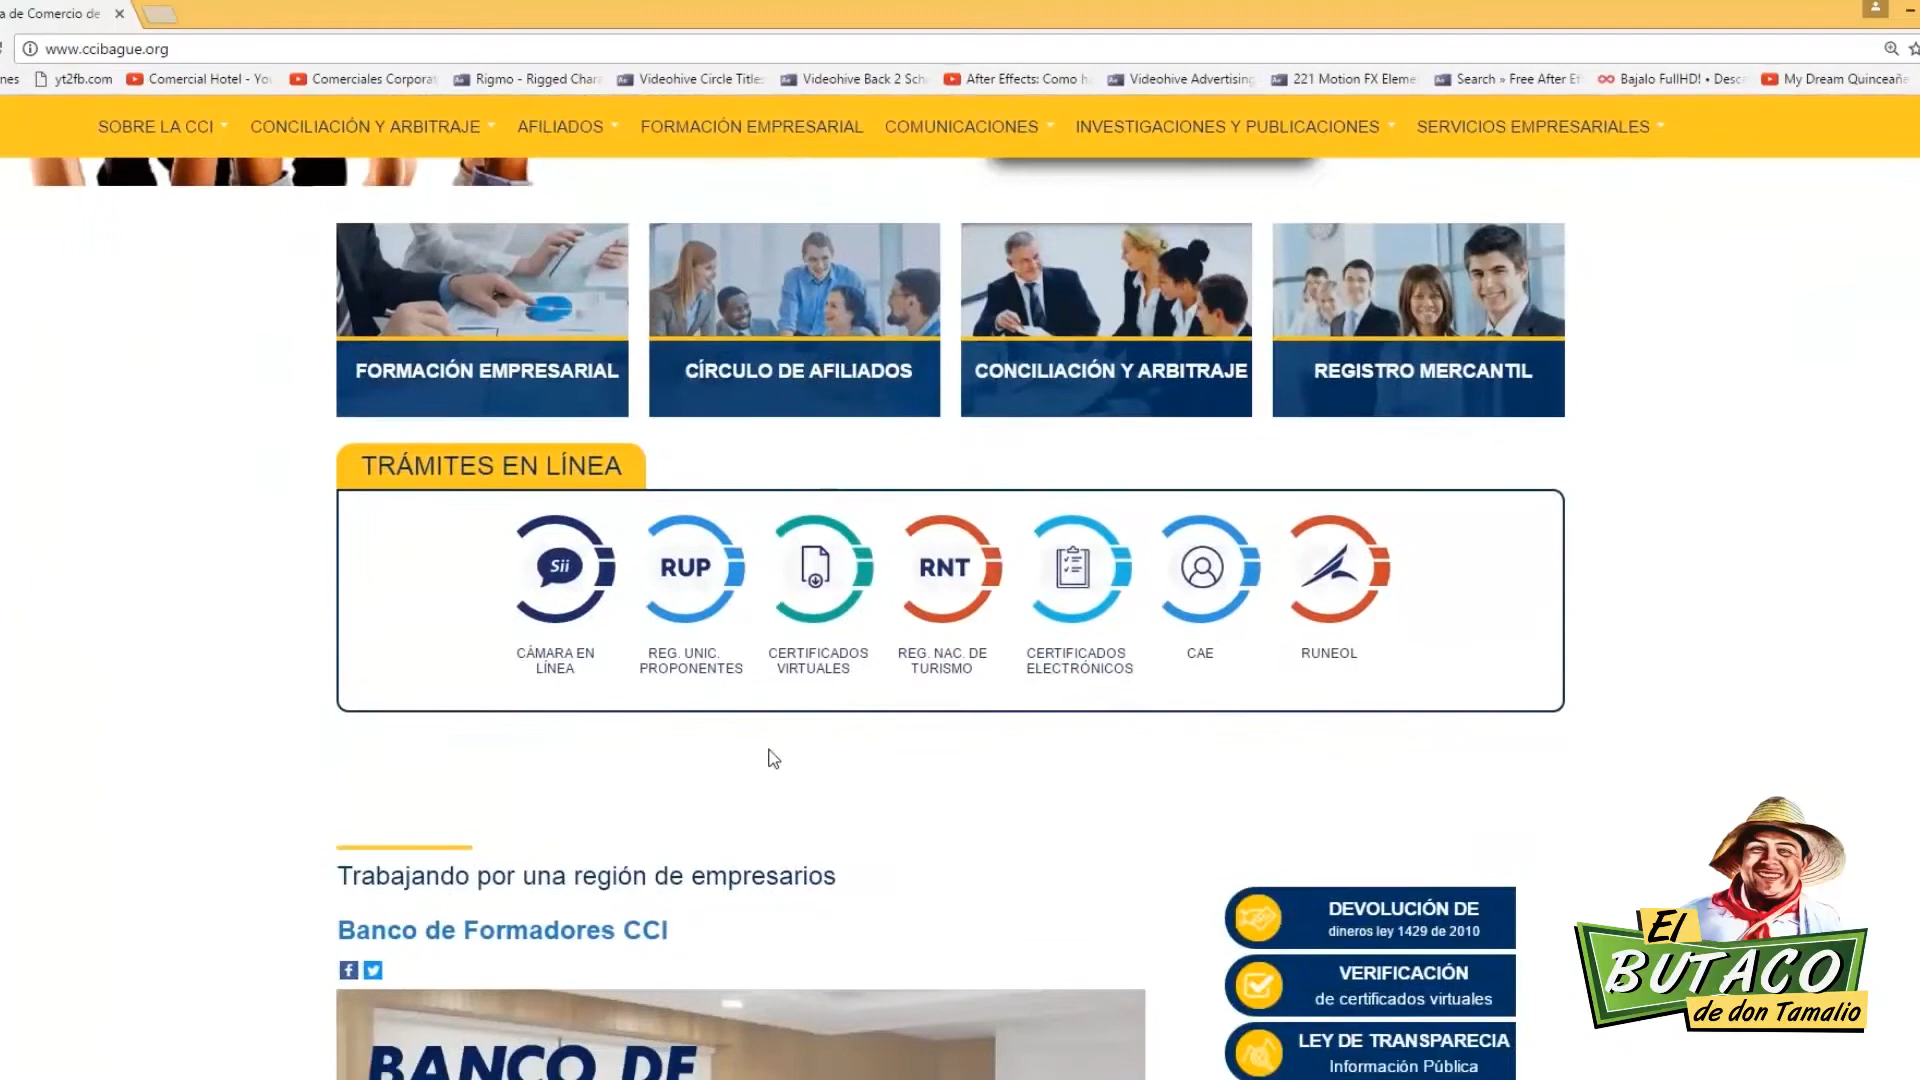 a de Comercio de
www.ccibague.org
nes yt2fb.com Comercial Hotel - You Comerciales Corporat Rigmo - Rigged Chara Videohive Circle Title Videohive Back 2 Sch After Effects: Como h Videohive Advertising 221 Motion FX Eleme Search » Free After Ef Bajalo FullHD! • Desc My Dream Quinceañe
SOBRE LA CCI CONCILIACIÓN Y ARBITRAJE AFILIADOS FORMACIÓN EMPRESARIAL COMUNICACIONES INVESTIGACIONES Y PUBLICACIONES SERVICIOS EMPRESARIALES
FORMACIÓN EMPRESARIAL CÍRCULO DE AFILIADOS CONCILIACIÓN Y ARBITRAJE REGISTRO MERCANTIL
TRÁMITES EN LÍNEA
Sii RUP RNT
CÁMARA EN LÍNEA
REG. UNIC. PROPONENTES
CERTIFICADOS VIRTUALES
REG. NAC. DE TURISMO
CERTIFICADOS ELECTRÓNICOS
CAE
RUNEOL
Trabajando por una región de empresarios
Banco de Formadores CCI
BANCO DE
DEVOLUCIÓN DE
dineros ley 1429 de 2010
VERIFICACIÓN
de certificados virtuales
LEY DE TRANSPARECIA
Información Pública
El
BUTACO
de don Tamalio